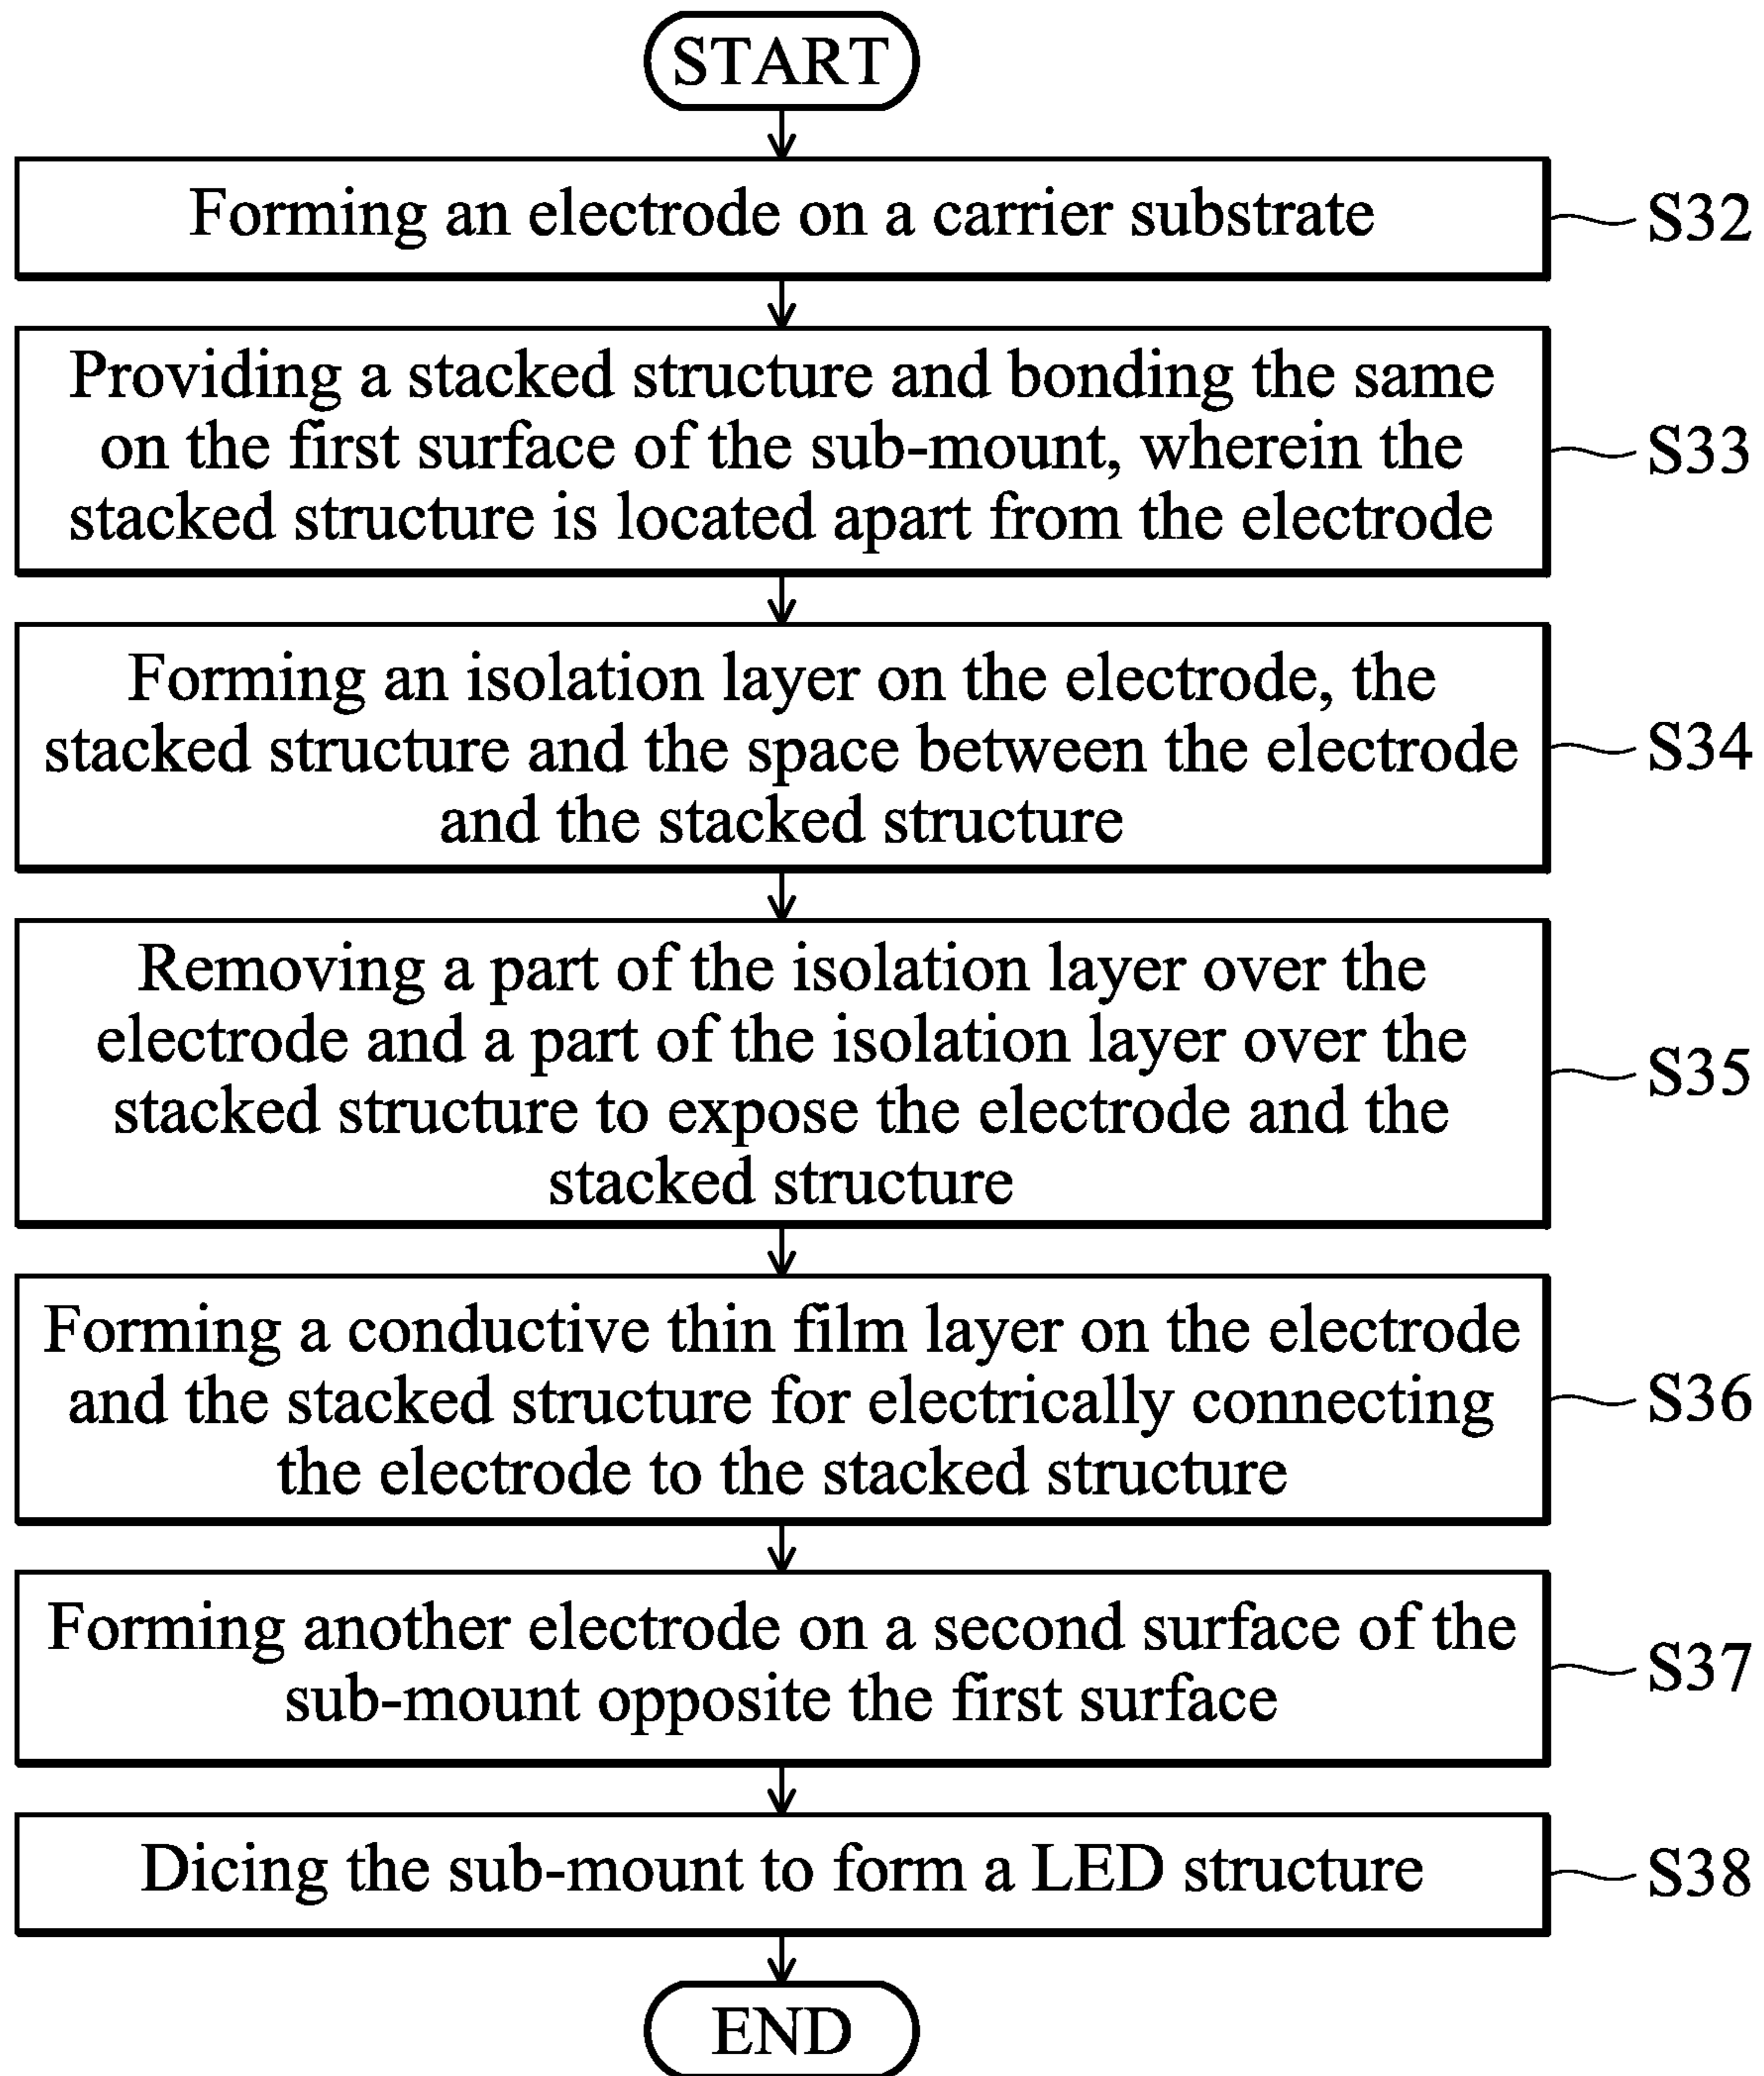 START
Forming an electrode on a carrier substrate
S32
Providing a stacked structure and bonding the same
on the first surface of the sub-mount, wherein the
stacked structure is located apart from the electrode
S33
Forming an isolation layer on the electrode, the
stacked structure and the space between the electrode
and the stacked structure
S34
Removing a part of the isolation layer over the
electrode and a part of the isolation layer over the
stacked structure to expose the electrode and the
stacked structure
S35
Forming a conductive thin film layer on the electrode
and the stacked structure for electrically connecting
the electrode to the stacked structure
S36
Forming another electrode on a second surface of the
sub-mount opposite the first surface
S37
Dicing the sub-mount to form a LED structure
S38
END